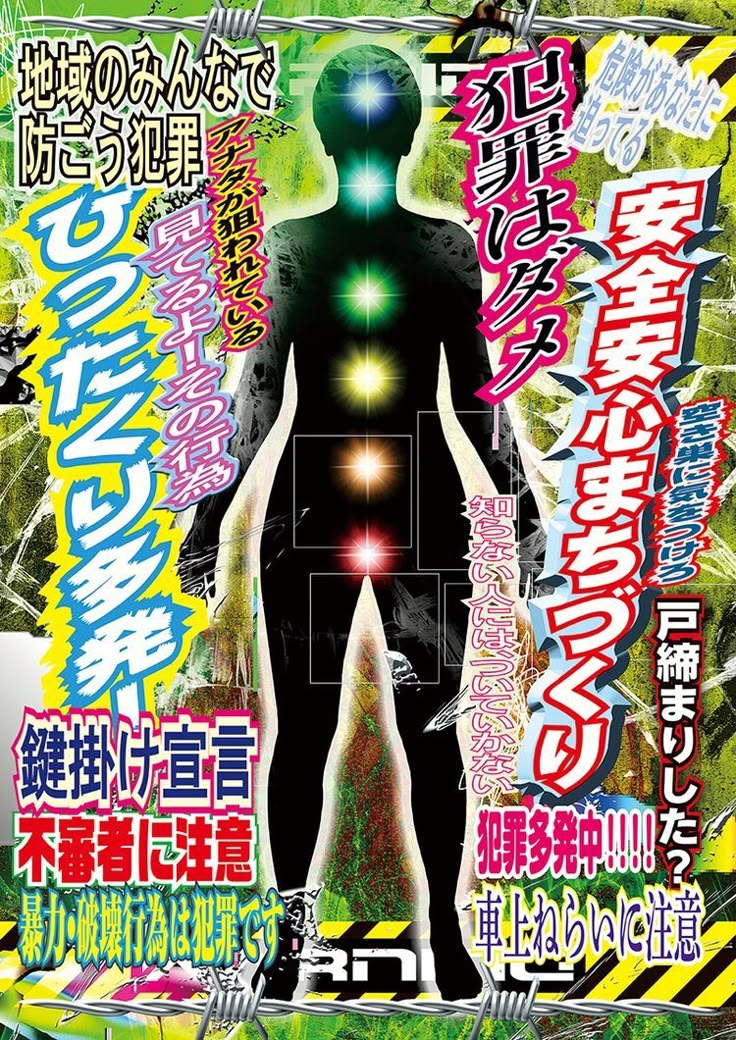 地域のみんなで
防ごう犯罪
アナタが狙われている
見てるよ!その行為
ひったくり多発!
犯罪はダメ
危険があなたに
迫ってる
安全安心まちづくり
空き巣に気をつけろ
知らない人には、ついていかない
戸締まりした?
鍵掛け宣言
不審者に注意
暴力・破壊行為は犯罪です
犯罪多発中!!!!
車上ねらいに注意